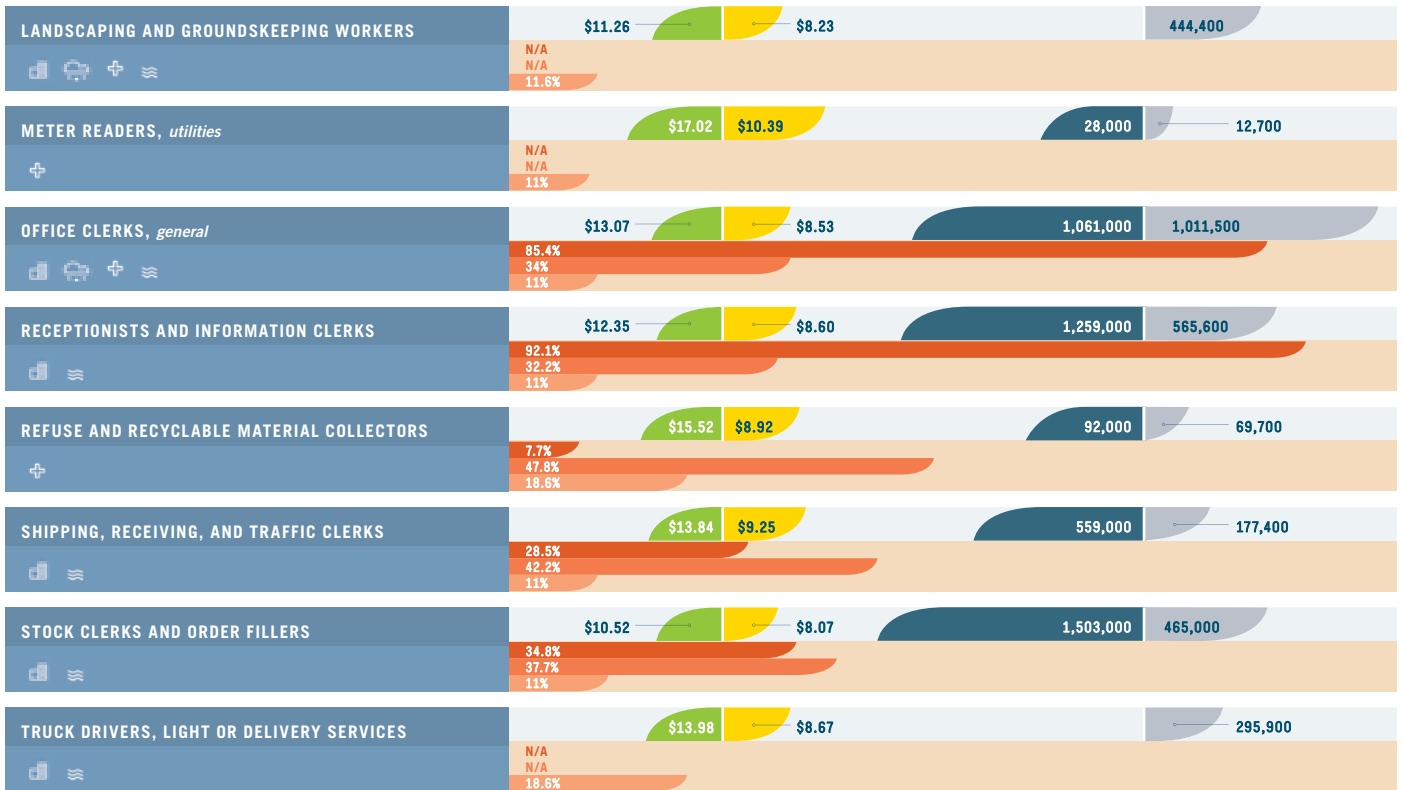 LANDSCAPING AND GROUNDSKEEPING WORKERS
$11.26 $8.23 444,400
N/A
N/A
11.6%
METER READERS, utilities
$17.02 $10.39 28,000 12,700
N/A
N/A
11%
OFFICE CLERKS, general
$13.07 $8.53 1,061,000 1,011,500
85.4%
34%
11%
RECEPTIONISTS AND INFORMATION CLERKS
$12.35 $8.60 1,259,000 565,600
92.1%
32.2%
11%
REFUSE AND RECYCLABLE MATERIAL COLLECTORS
$15.52 $8.92 92,000 69,700
7.7%
47.8%
18.6%
SHIPPING, RECEIVING, AND TRAFFIC CLERKS
$13.84 $9.25 559,000 177,400
28.5%
42.2%
11%
STOCK CLERKS AND ORDER FILLERS
$10.52 $8.07 1,503,000 465,000
34.8%
37.7%
11%
TRUCK DRIVERS, LIGHT OR DELIVERY SERVICES
$13.98 $8.67 295,900
N/A
N/A
18.6%